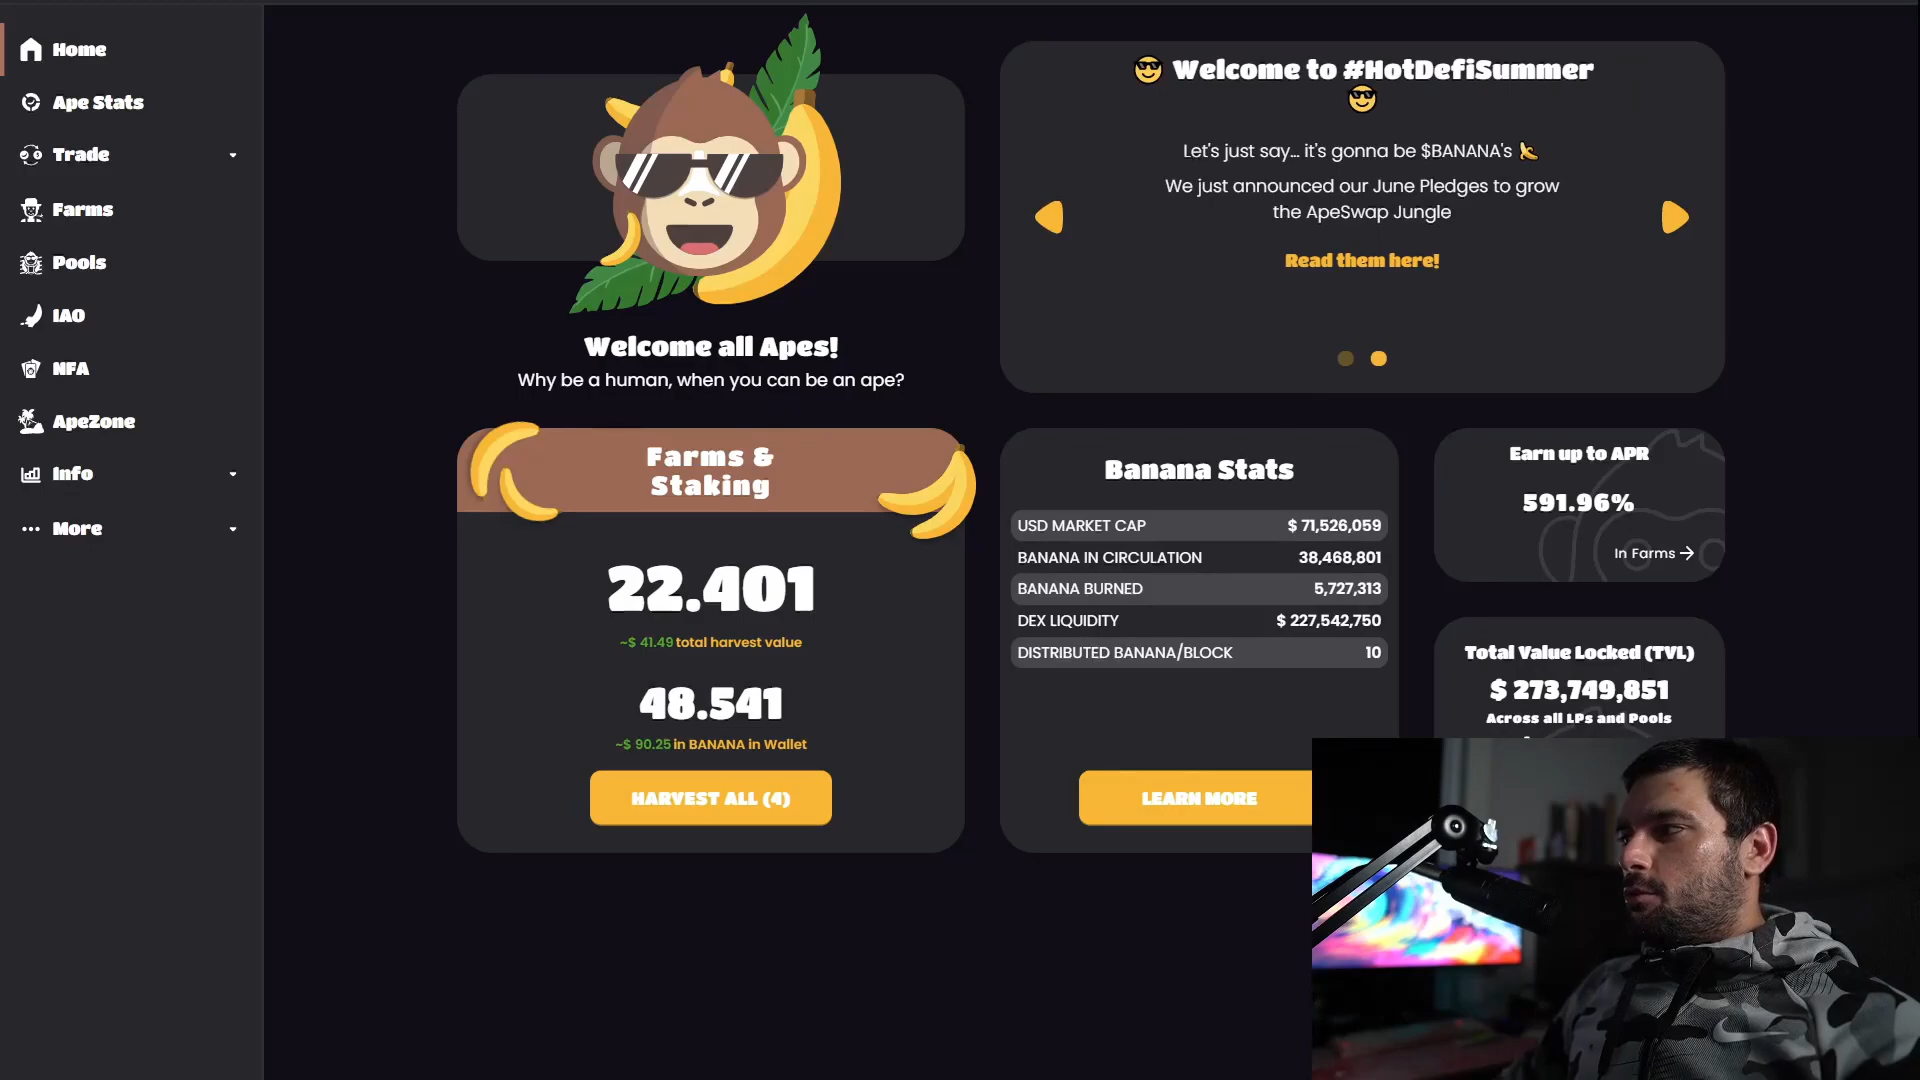 Home
Ape Stats
Trade
Farms
Pools
IAO
NFA
ApeZone
Info
More
Welcome all Apes!
Why be a human, when you can be an ape?
😎 Welcome to #HotDefiSummer
😎
Let's just say... it's gonna be $BANANA's 🍌
We just announced our June Pledges to grow
the ApeSwap Jungle
Read them here!
Farms &
Staking
22.401
~$ 41.49 total harvest value
48.541
~$ 90.25 in BANANA in Wallet
HARVEST ALL (4)
Banana Stats
USD MARKET CAP $ 71,526,059
BANANA IN CIRCULATION 38,468,801
BANANA BURNED 5,727,313
DEX LIQUIDITY $ 227,542,750
DISTRIBUTED BANANA/BLOCK 10
LEARN MORE
Earn up to APR
591.96%
In Farms →
Total Value Locked (TVL)
$ 273,749,851
Across all LPs and Pools